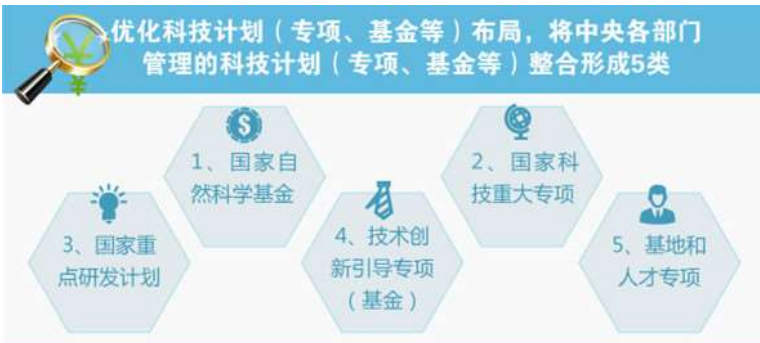 优化科技计划（专项、基金等）布局，将中央各部门
管理的科技计划（专项、基金等）整合形成5类
1、国家自
然科学基金
2、国家科
技重大专项
3、国家重
点研发计划
4、技术创
新引导专项
（基金）
5、基地和
人才专项